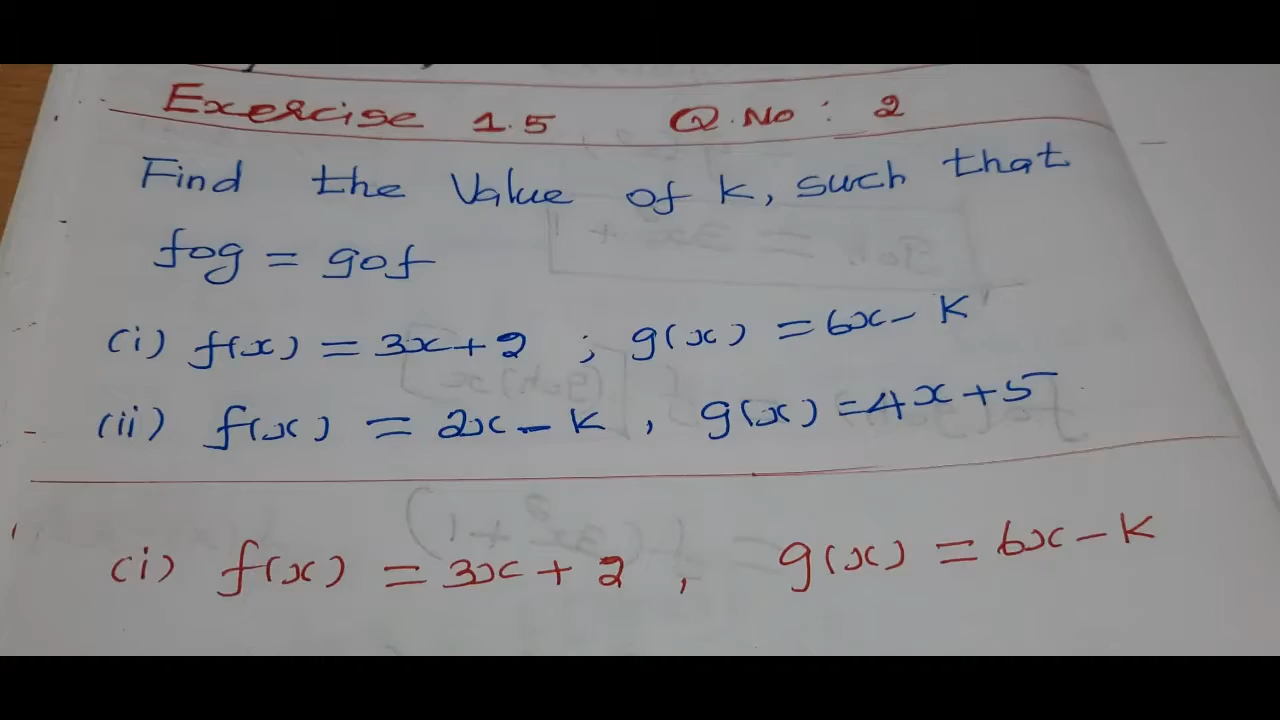 Exercise 1.5 Q.No : 2
Find the Value of k, such that
fog = gof
(i) f(x) = 3x+2 ; g(x) = 6x- K
(ii) f(x) = 2x-k , g(x) =4x+5
(i) f(x) = 3x+2 , g(x) = 6x-K